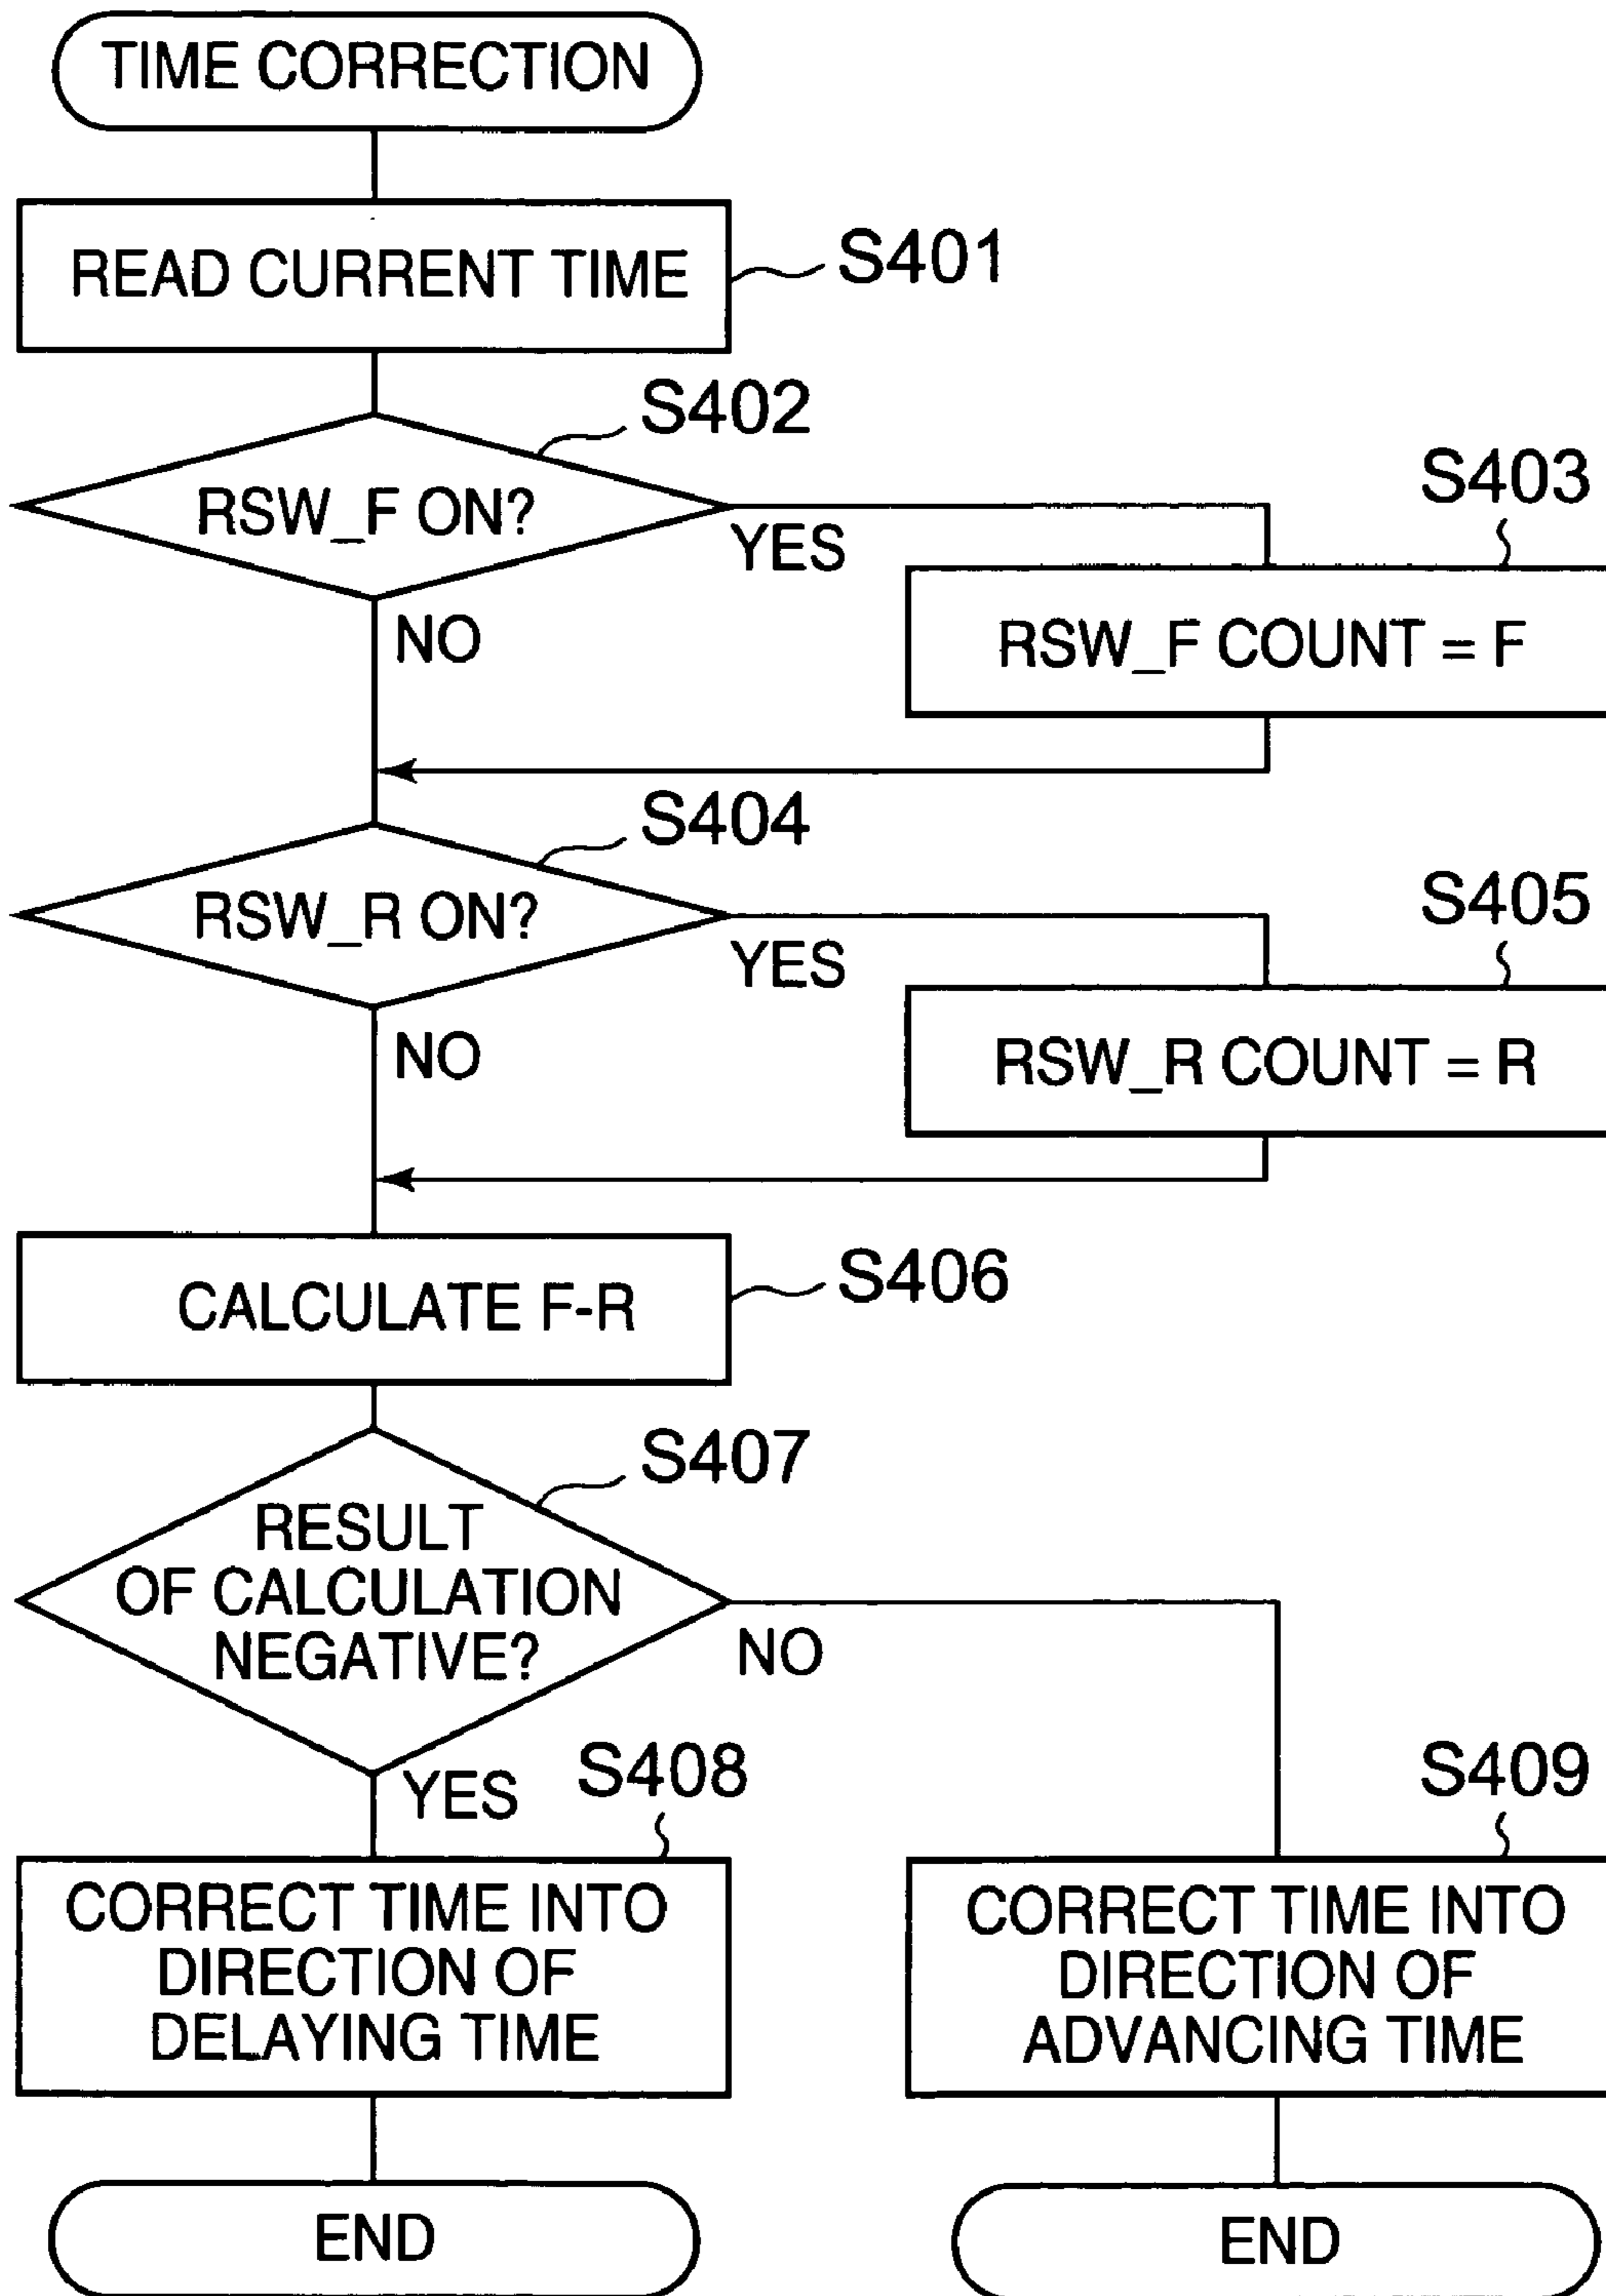 TIME CORRECTION
READ CURRENT TIME
S401
S402
RSW_F ON?
YES
NO
S403
RSW_F COUNT = F
S404
RSW_R ON?
YES
NO
S405
RSW_R COUNT = R
CALCULATE F-R
S406
S407
RESULT
OF CALCULATION
NEGATIVE?
NO
YES
S408
CORRECT TIME INTO
DIRECTION OF
DELAYING TIME
S409
CORRECT TIME INTO
DIRECTION OF
ADVANCING TIME
END
END